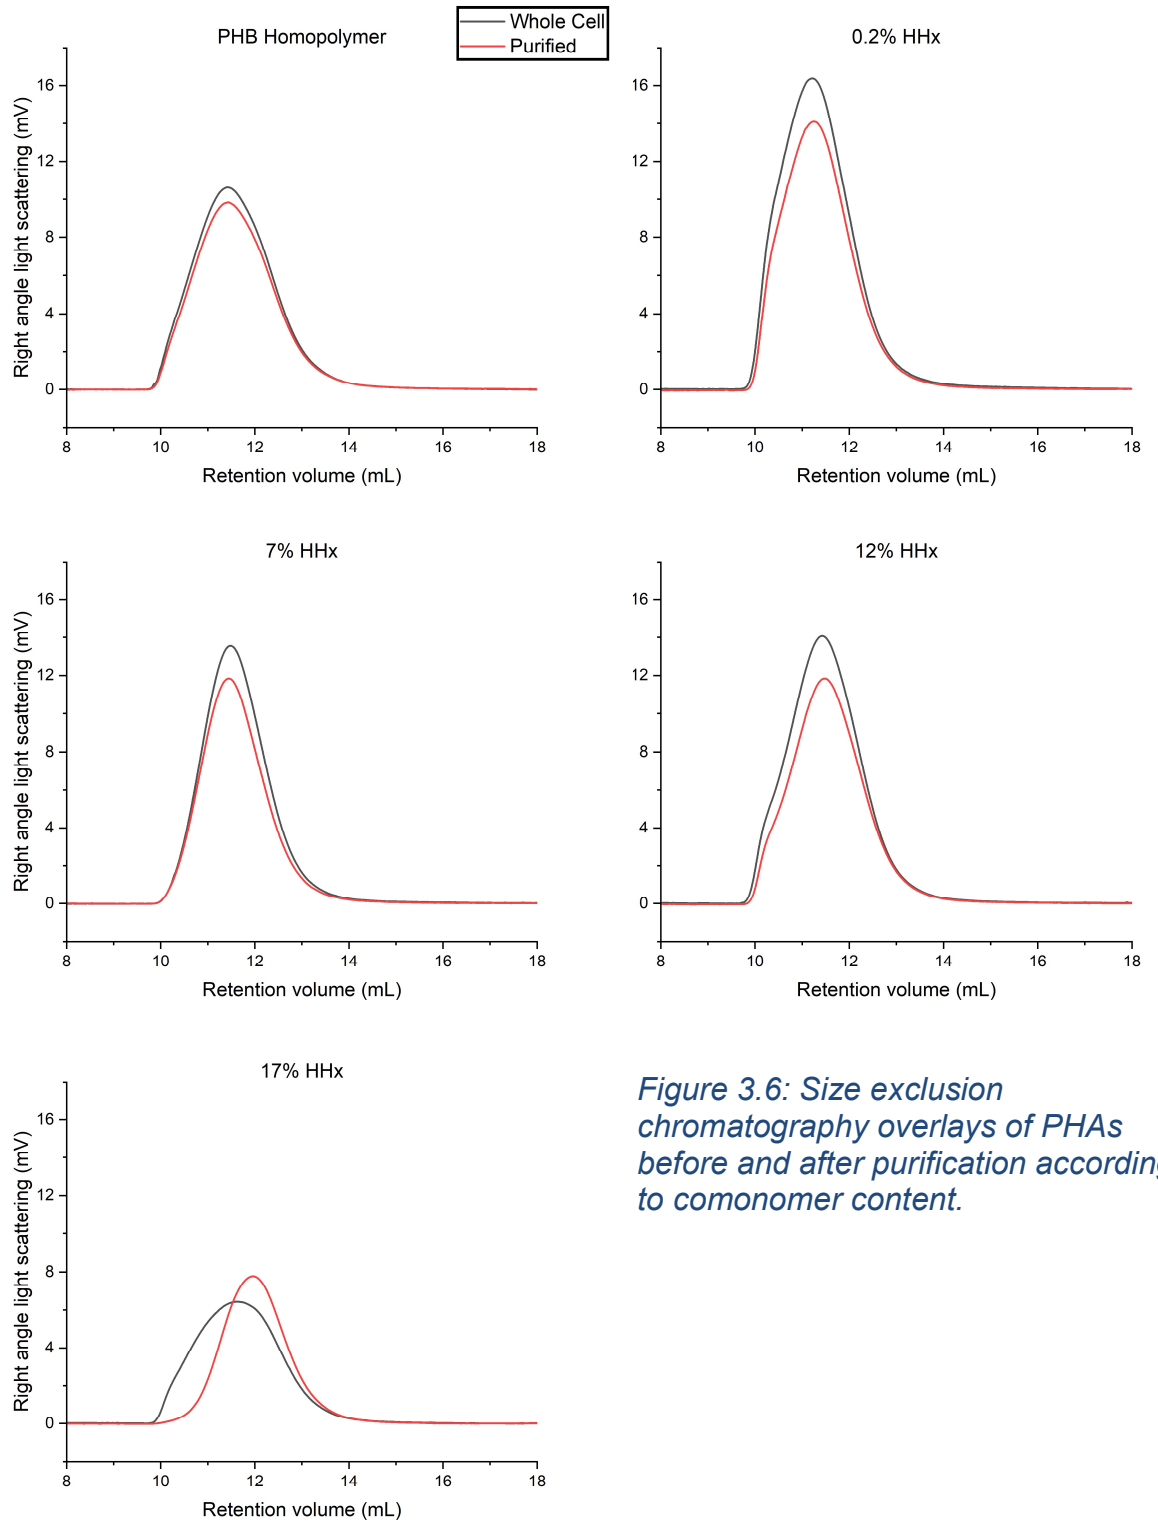 PHB Homopolymer
Whole Cell
Purified
Right angle light scattering (mV)
16
12
8
4
0
8 10 12 14 16 18
Retention volume (mL)
0.2% HHx
16
12
8
4
0
8 10 12 14 16 18
Retention volume (mL)
7% HHx
Right angle light scattering (mV)
16
12
8
4
0
8 10 12 14 16 18
Retention volume (mL)
12% HHx
16
12
8
4
0
8 10 12 14 16 18
Retention volume (mL)
17% HHx
Right angle light scattering (mV)
16
12
8
4
0
8 10 12 14 16 18
Retention volume (mL)
Figure 3.6: Size exclusion
chromatography overlays of PHAs
before and after purification according
to comonomer content.